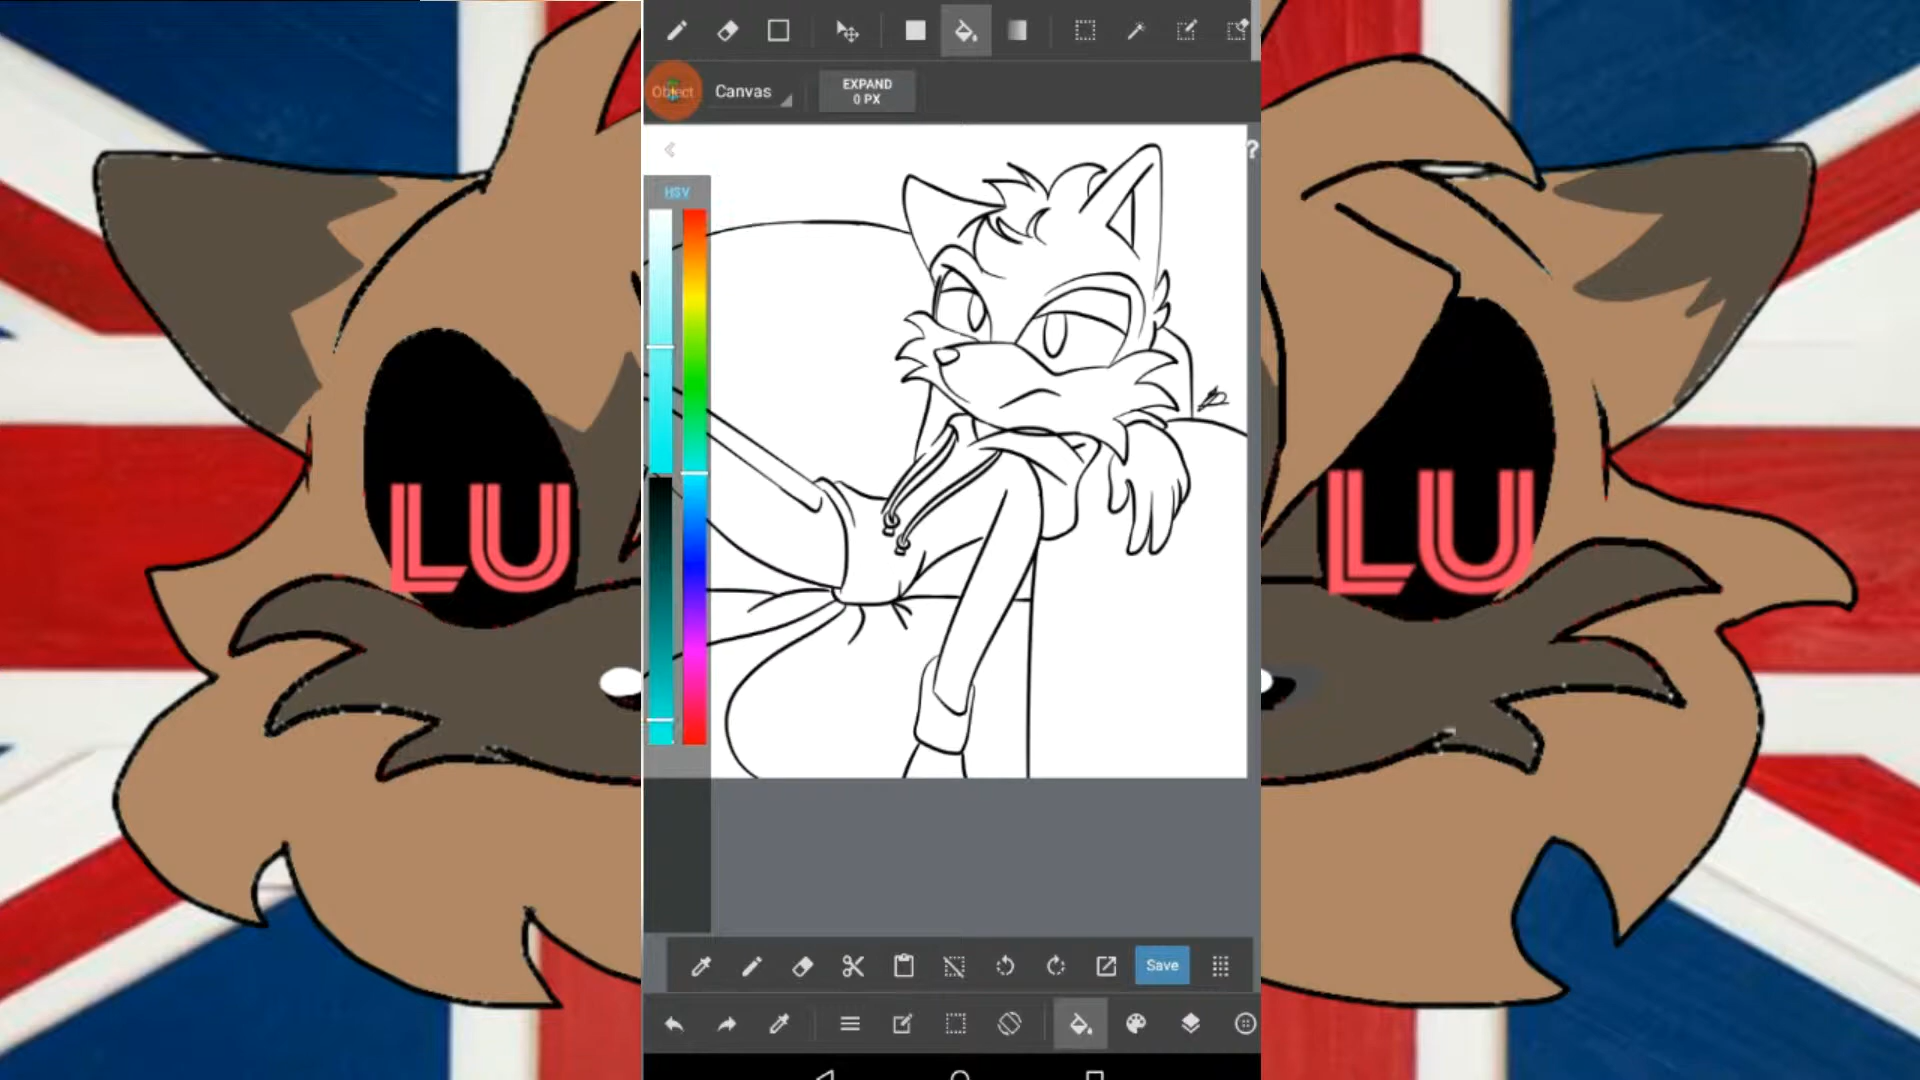 Object Canvas EXPAND
0 PX
?
HSV
LU LU
Save